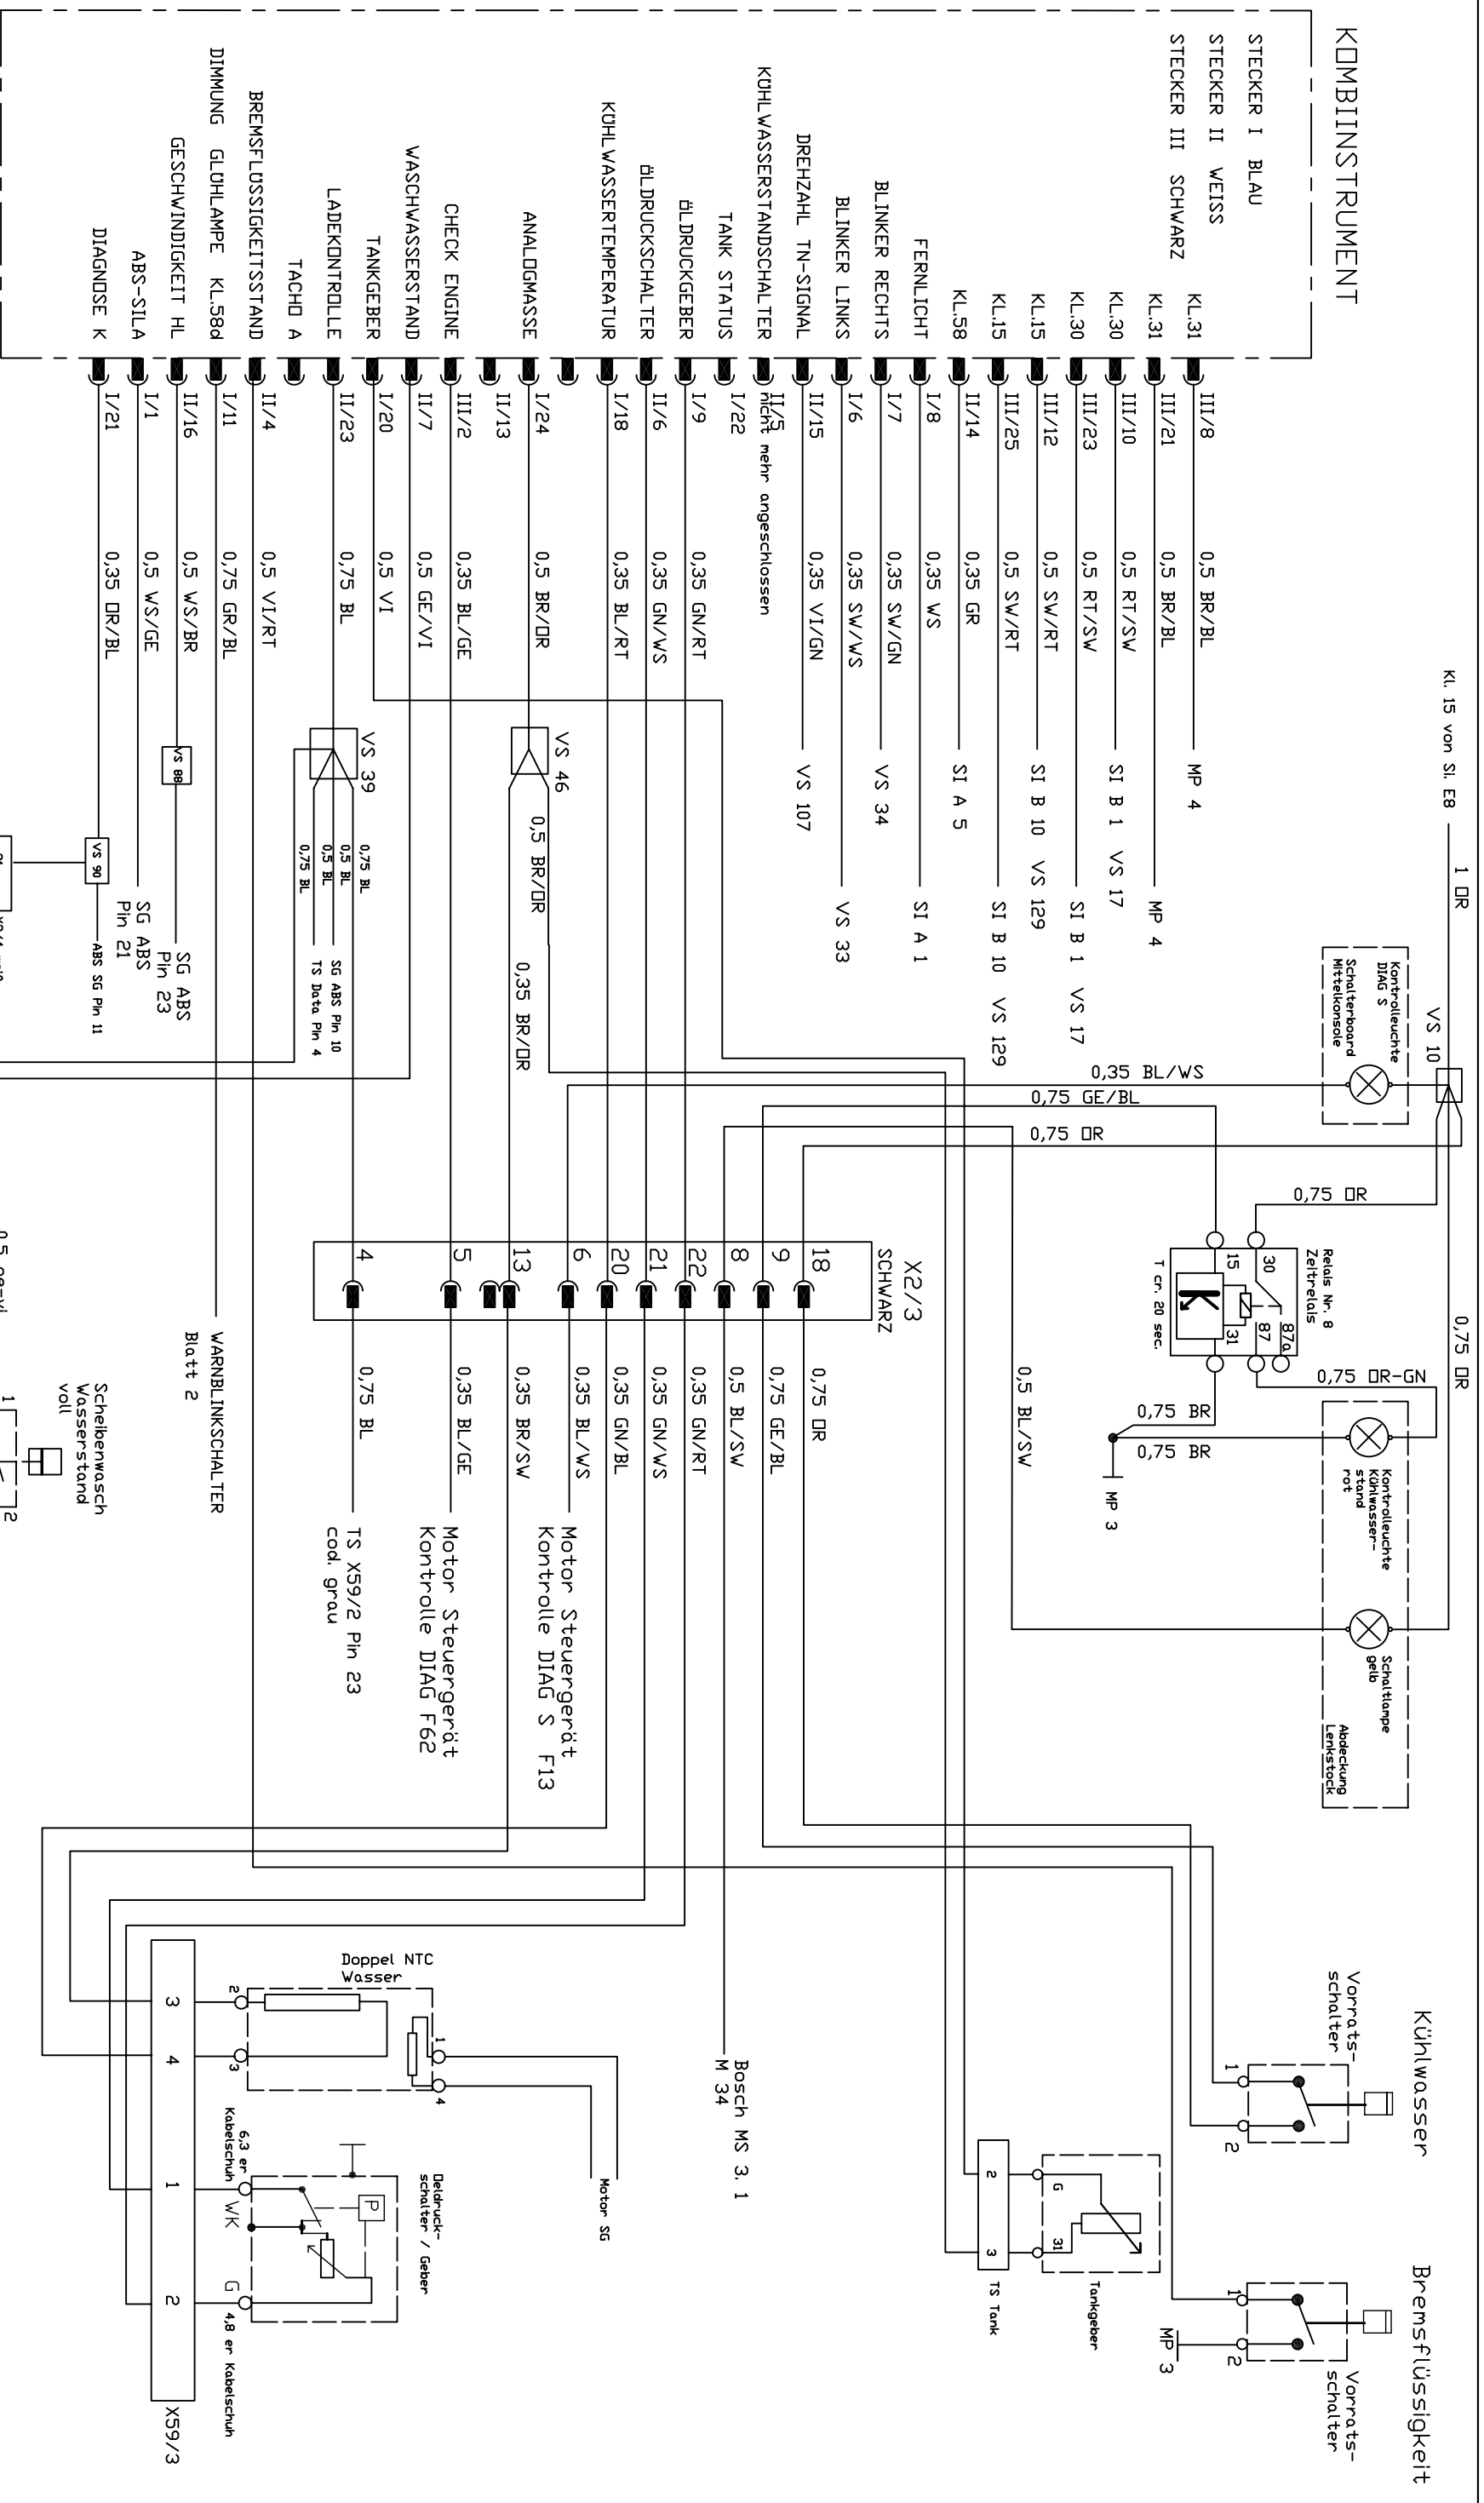 KOMBIINSTRUMENT
STECKER I BLAU
STECKER II WEISS
STECKER III SCHWARZ
KL.31 III/8 0,5 BR/BL MP 4
KL.31 III/21 0,5 BR/BL MP 4
KL.30 III/10 0,5 RT/SW SI B 1 VS 17
KL.30 III/23 0,5 RT/SW SI B 1 VS 17
KL.15 III/12 0,5 SW/RT SI B 10 VS 129
KL.15 III/25 0,5 SW/RT SI B 10 VS 129
KL.58 II/14 0,35 GR SI A 5
FERNLICHT I/8 0,35 WS SI A 1
BLINKER RECHTS I/7 0,35 SW/GN VS 34
BLINKER LINKS I/6 0,35 SW/WS VS 33
DREHZAHL TN-SIGNAL II/15 0,35 VI/GN VS 107
KÜHLWASSERSTANDSCHALTER II/5
nicht mehr angeschlossen
TANK STATUS I/22
ÖLDRUCKGEBER I/9 0,35 GN/RT
ÖLDRUCKSCHALTER II/6 0,35 GN/WS
KÜHLWASSERTEMPERATUR I/18 0,35 BL/RT
ANALOGMASSE I/24 0,5 BR/OR
II/13
CHECK ENGINE III/2 0,35 BL/GE
WASCHWASSERSTAND II/7 0,5 GE/VI
TANKGEBER I/20 0,5 VI
LADEKONTROLLE II/23 0,75 BL
TACHO A
BREMSFLÜSSIGKEITSSTAND II/4 0,5 VI/RT
DIMMUNG GLÜHLAMPE KL.58d I/11 0,75 GR/BL
GESCHWINDIGKEIT HL II/16 0,5 WS/BR
ABS-SILA I/1 0,5 WS/GE
DIAGNOSE K I/21 0,35 OR/BL
VS 46
0,5 BR/OR
0,35 BR/OR
VS 39
0,75 BL
0,5 BL
0,5 BL
0,75 BL
SG ABS Pin 10
TS Data Pin 4
VS 88
SG ABS
Pin 23
SG ABS
Pin 21
VS 90
ABS SG Pin 11
Kl. 15 von Si. E8
1 OR
VS 10
Kontrolleuchte
DIAG S
Schalterboard
Mittelkonsole
0,35 BL/WS
0,75 GE/BL
0,75 OR
0,75 OR
0,75 OR
Relais Nr. 8
Zeitrelais
30
15
87a
87
31
K
T cr. 20 sec.
0,75 OR-GN
0,75 BR
0,75 BR
MP 3
0,5 BL/SW
Kontrolleuchte
Kühlwasser-
stand
rot
Schaltlampe
gelb
Abdeckung
Lenkstock
X2/3
SCHWARZ
18 0,75 OR
9 0,75 GE/BL
8 0,5 BL/SW
22 0,35 GN/RT
21 0,35 GN/WS
20 0,35 GN/BL
6 0,35 BL/WS
13 0,35 BR/SW
5 0,35 BL/GE
4 0,75 BL
Motor Steuergerät
Kontrolle DIAG S F13
Motor Steuergerät
Kontrolle DIAG F62
TS X59/2 Pin 23
cod. grau
WARNBLINKSCHALTER
Blatt 2
Scheibenwasch
Wasserstand
voll
1
2
Bosch MS 3. 1
M 34
Kühlwasser
Vorrats-
schalter
1
2
Bremsflüssigkeit
Vorrats-
schalter
1
2
MP 3
Tankgeber
G
31
2
3
TS Tank
Doppel NTC
Wasser
2
3
1
4
Motor SG
Oeldruck-
schalter / Geber
P
6,3 er
Kabelschuh
WK
G
4,8 er Kabelschuh
3
4
1
2
X59/3